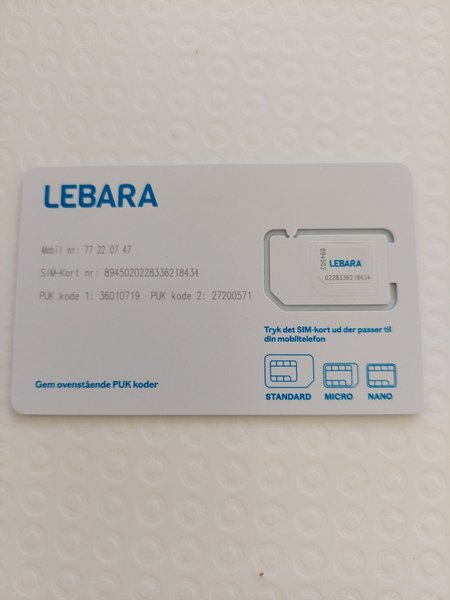 LEBARA
Mobil nr: 77 22 07 47
SIM-Kort nr: 8945020228336218434
PUK kode 1: 36010719 PUK kode 2: 27200571
894502
LEBARA
0228336218434
Tryk det SIM-kort ud der passer til
din mobiltelefon
Gem ovenstående PUK koder
STANDARD MICRO NANO